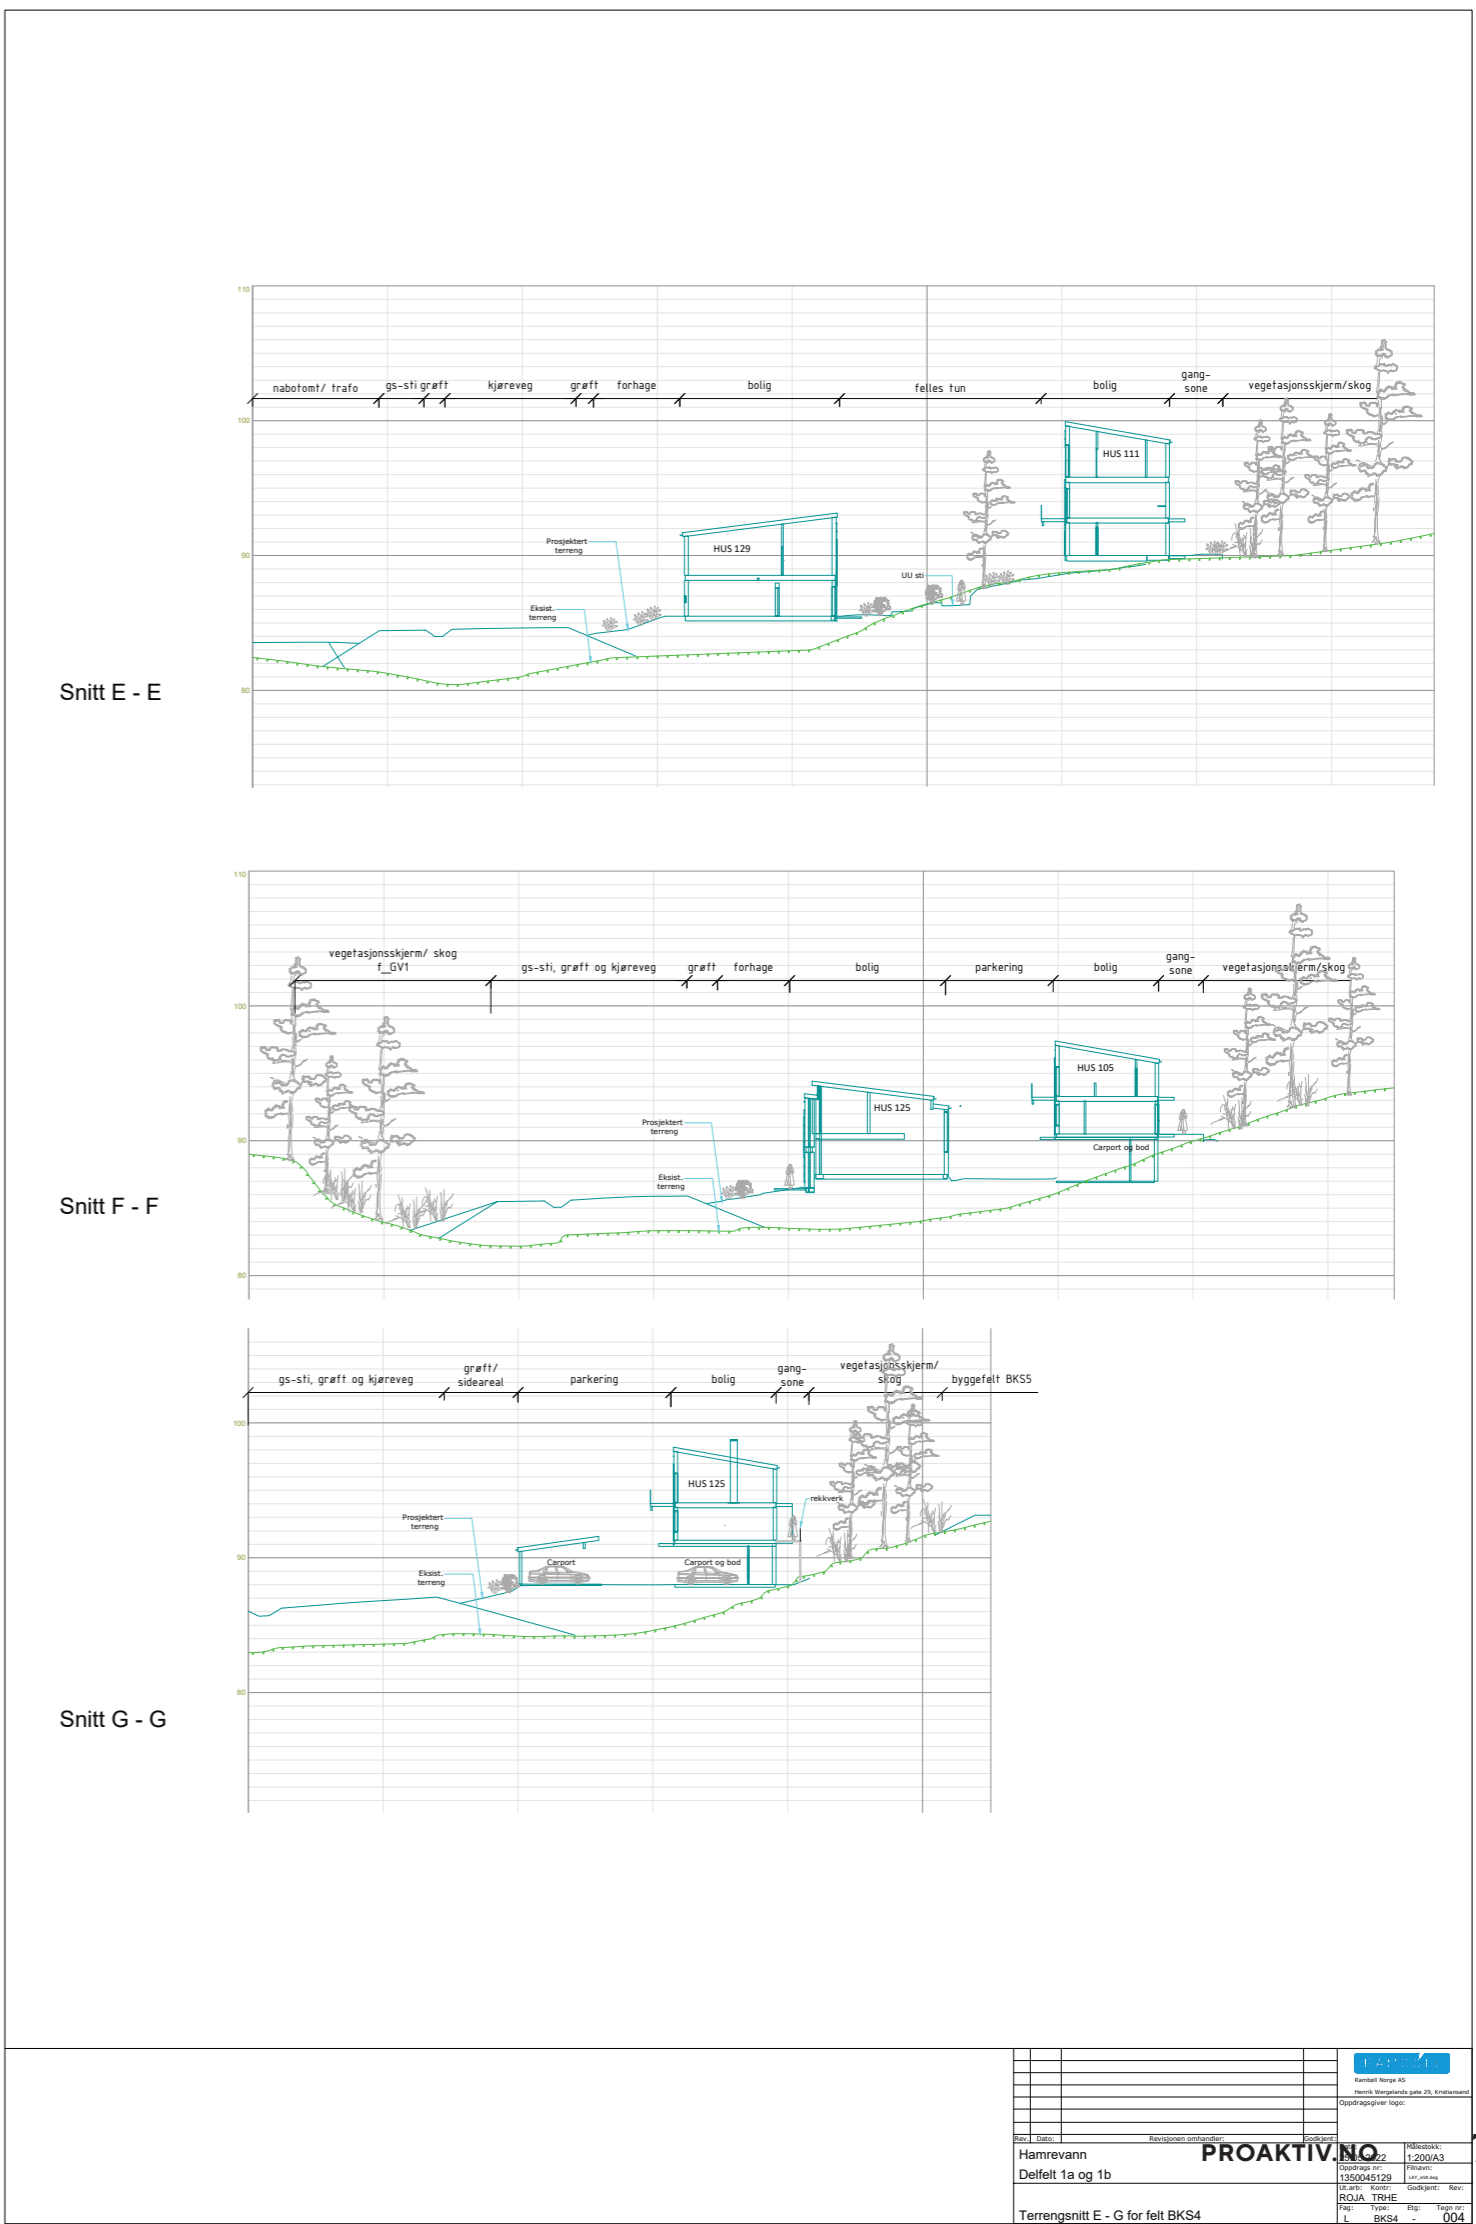 110
nabotomt/ trafo
gs-sti
grøft
kjøreveg
grøft
forhage
bolig
felles tun
bolig
gang-
sone
vegetasjonsskjerm/skog
100
HUS 111
HUS 129
Prosjektert
terreng
90
UU sti
Eksist.
terreng
80
Snitt E - E
110
vegetasjonsskjerm/ skog
f_GV1
gs-sti, grøft og kjøreveg
grøft
forhage
bolig
parkering
bolig
gang-
sone
vegetasjonsskjerm/skog
100
HUS 105
HUS 125
Prosjektert
terreng
90
Carport og bod
Eksist.
terreng
80
Snitt F - F
gs-sti, grøft og kjøreveg
grøft/
sideareal
parkering
bolig
gang-
sone
vegetasjonsskjerm/
skog
byggefelt BKS5
100
HUS 125
rekkverk
Prosjektert
terreng
90
Carport
Carport og bod
Eksist.
terreng
80
Snitt G - G
Rambøll Norge AS
Henrik Wergelands gate 29, Kristiansand
Oppdragsgiver logo:
Rev.
Dato:
Revisjonen omhandler:
Godkjent:
Hamrevann
Delfelt 1a og 1b
PROAKTIV.NO
Målestokk:
1:200/A3
Oppdrags nr:
1350045129
Filnavn:
Ut.arb:
Kontr:
Godkjent:
Rev:
ROJA
TRHE
Terrengsnitt E - G for felt BKS4
Fag:
Type:
Etg:
Tegn nr:
L
BKS4
-
004